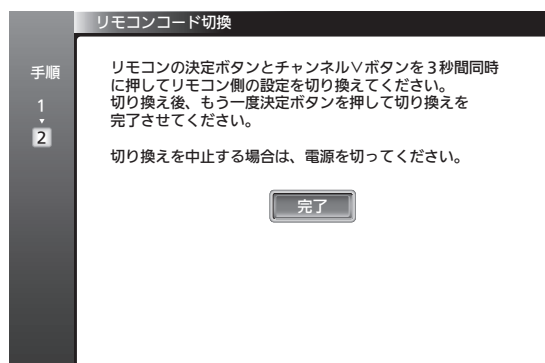 リモコンコード切換
手順
1
2
リモコンの決定ボタンとチャンネル∨ボタンを3秒間同時
に押してリモコン側の設定を切り換えてください。
切り換え後、もう一度決定ボタンを押して切り換えを
完了させてください。
切り換えを中止する場合は、電源を切ってください。
完了